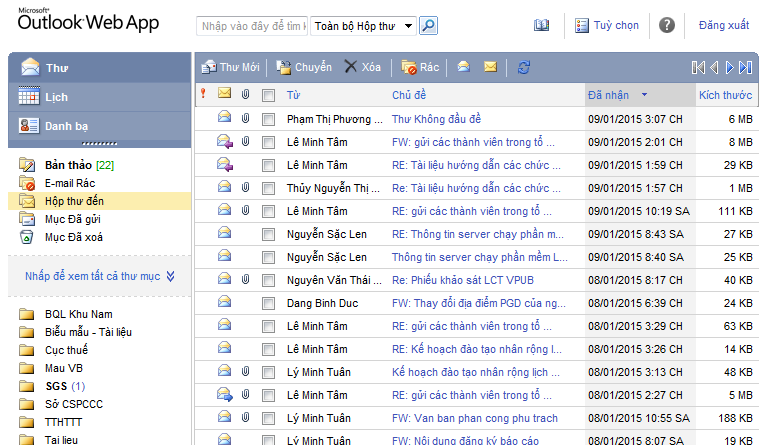 Microsoft®
Outlook Web App
Nhập vào đây để tìm k Toàn bộ Hộp thư
Tuỳ chọn
Đăng xuất
Thư
Lịch
Danh bạ
Bản thảo [22]
E-mail Rác
Hộp thư đến
Mục Đã gửi
Mục Đã xoá
Nhấp để xem tất cả thư mục
BQL Khu Nam
Biểu mẫu - Tài liệu
Cục thuế
Mau VB
SGS (1)
Sở CSPCCC
TTHTTT
Tai lieu
Thư Mới Chuyển Xóa Rác
Từ Chủ đề Đã nhận Kích thước
Phạm Thị Phương ... Thư Không đầu đề 09/01/2015 3:07 CH 6 MB
Lê Minh Tâm FW: gửi các thành viên trong tổ ... 09/01/2015 2:01 CH 8 MB
Lê Minh Tâm RE: Tài liệu hướng dẫn các chức ... 09/01/2015 1:59 CH 29 KB
Thủy Nguyễn Thị ... Re: Tài liệu hướng dẫn các chức ... 09/01/2015 1:57 CH 1 MB
Lê Minh Tâm RE: gửi các thành viên trong tổ ... 09/01/2015 10:19 SA 111 KB
Nguyễn Sặc Len RE: Thông tin server chạy phần m... 09/01/2015 8:43 SA 27 KB
Nguyễn Sặc Len Thông tin server chạy phần mềm L... 09/01/2015 8:40 SA 25 KB
Nguyên Văn Thái ... Re: Phiếu khảo sát LCT VPUB 08/01/2015 8:17 CH 40 KB
Dang Binh Duc FW: Thay đổi địa điểm PGD của ng... 08/01/2015 6:39 CH 24 KB
Lê Minh Tâm RE: gửi các thành viên trong tổ ... 08/01/2015 3:29 CH 63 KB
Lê Minh Tâm RE: Kế hoạch đào tạo nhân rộng l... 08/01/2015 3:26 CH 14 KB
Lý Minh Tuấn Kế hoạch đào tạo nhân rộng lịch ... 08/01/2015 3:13 CH 48 KB
Lê Minh Tâm RE: gửi các thành viên trong tổ ... 08/01/2015 2:27 CH 5 MB
Lý Minh Tuấn FW: Van ban phan cong phu trach 08/01/2015 10:55 SA 188 KB
Lý Minh Tuấn FW: Nội dung đăng ký báo cáo 08/01/2015 8:07 SA 19 KB